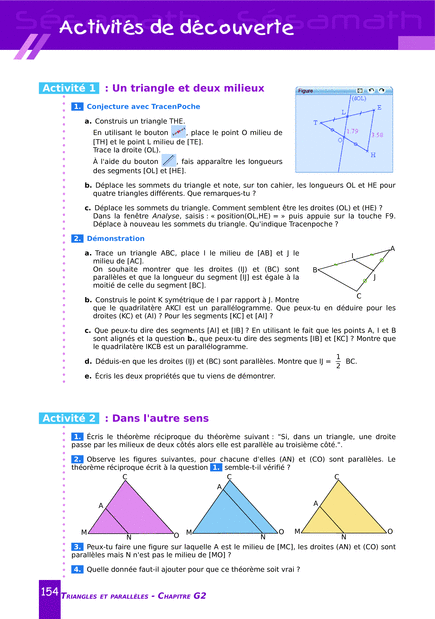 Sésamath Sésamath
Activités de découverte
Activité 1 : Un triangle et deux milieux
1. Conjecture avec TracenPoche
a. Construis un triangle THE.
En utilisant le bouton , place le point O milieu de
[TH] et le point L milieu de [TE].
Trace la droite (OL).
À l'aide du bouton , fais apparaître les longueurs
des segments [OL] et [HE].
Figure
(OL)
T
L
E
1.79
3.58
O
H
b. Déplace les sommets du triangle et note, sur ton cahier, les longueurs OL et HE pour
quatre triangles différents. Que remarques-tu ?
c. Déplace les sommets du triangle. Comment semblent être les droites (OL) et (HE) ?
Dans la fenêtre Analyse, saisis : « position(OL,HE) = » puis appuie sur la touche F9.
Déplace à nouveau les sommets du triangle. Qu'indique Tracenpoche ?
2. Démonstration
a. Trace un triangle ABC, place I le milieu de [AB] et J le
milieu de [AC].
On souhaite montrer que les droites (IJ) et (BC) sont
parallèles et que la longueur du segment [IJ] est égale à la
moitié de celle du segment [BC].
A
I
B
J
C
b. Construis le point K symétrique de I par rapport à J. Montre
que le quadrilatère AKCI est un parallélogramme. Que peux-tu en déduire pour les
droites (KC) et (AI) ? Pour les segments [KC] et [AI] ?
c. Que peux-tu dire des segments [AI] et [IB] ? En utilisant le fait que les points A, I et B
sont alignés et la question b., que peux-tu dire des segments [IB] et [KC] ? Montre que
le quadrilatère IKCB est un parallélogramme.
d. Déduis-en que les droites (IJ) et (BC) sont parallèles. Montre que IJ = 1/2 BC.
e. Écris les deux propriétés que tu viens de démontrer.
Activité 2 : Dans l'autre sens
1. Écris le théorème réciproque du théorème suivant : "Si, dans un triangle, une droite
passe par les milieux de deux côtés alors elle est parallèle au troisième côté.".
2. Observe les figures suivantes, pour chacune d'elles (AN) et (CO) sont parallèles. Le
théorème réciproque écrit à la question 1. semble-t-il vérifié ?
C C C
A A A
M N O M N O M N O
3. Peux-tu faire une figure sur laquelle A est le milieu de [MC], les droites (AN) et (CO) sont
parallèles mais N n'est pas le milieu de [MO] ?
4. Quelle donnée faut-il ajouter pour que ce théorème soit vrai ?
154 TRIANGLES ET PARALLÈLES - CHAPITRE G2